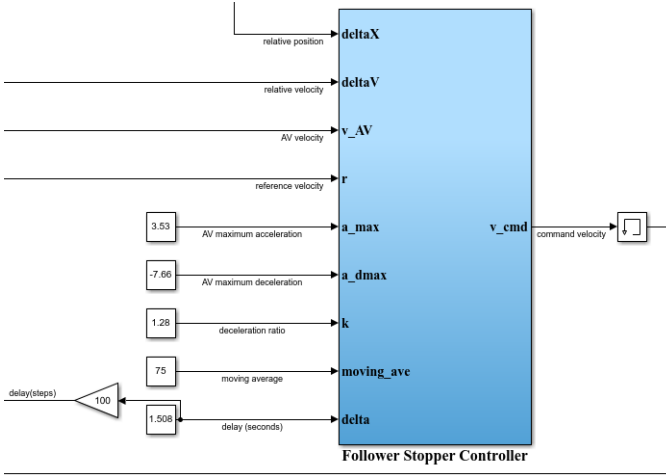 deltaX
relative position
deltaV
relative velocity
v_AV
AV velocity
r
reference velocity
3.53
AV maximum acceleration
a_max
v_cmd
command velocity
-7.66
AV maximum deceleration
a_dmax
1.28
deceleration ratio
k
75
moving average
moving_ave
delay(steps)
100
1.508
delay (seconds)
delta
Follower Stopper Controller